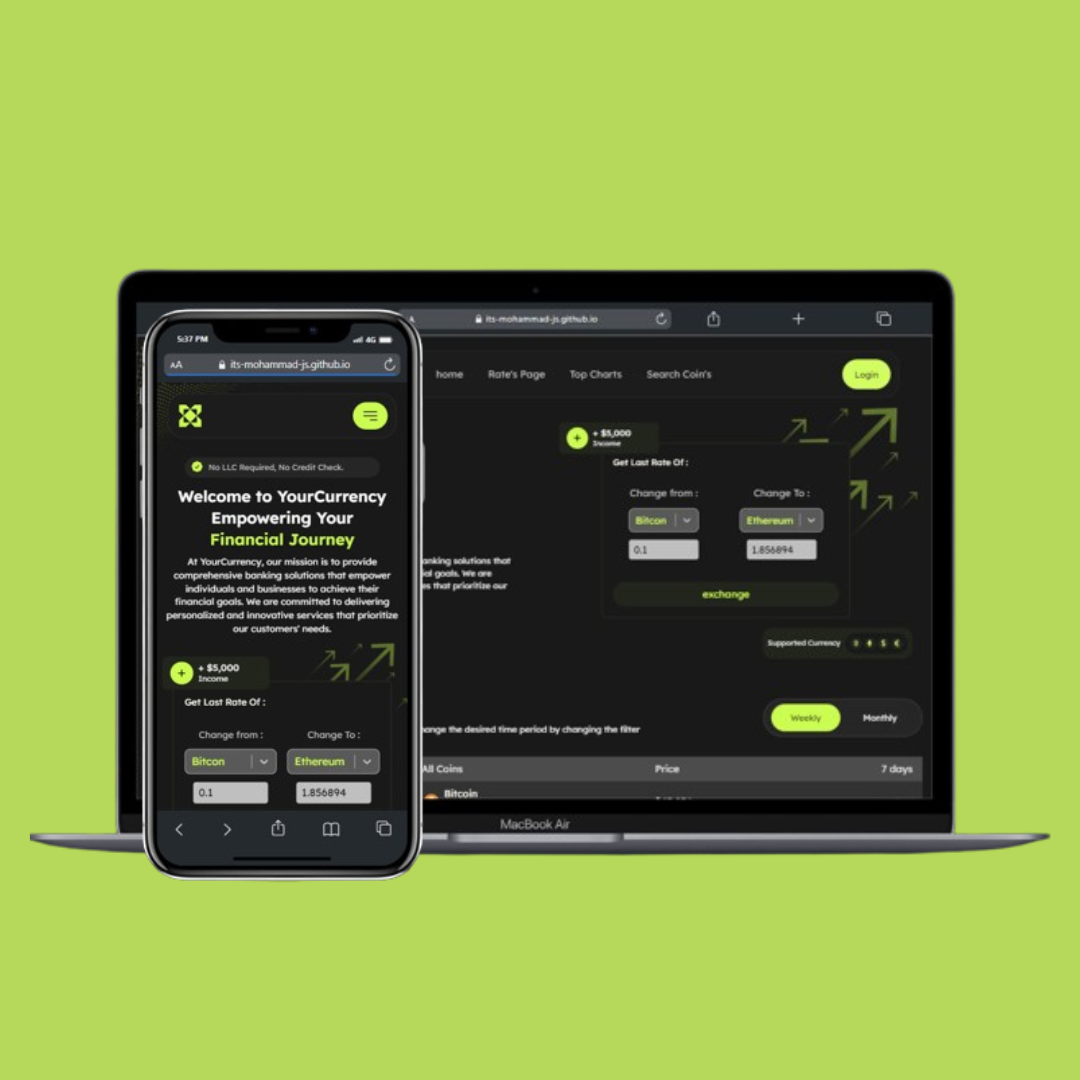 5:37 PM
4G
AA
its-mohammad-js.github.io
No LLC Required, No Credit Check.
Welcome to YourCurrency
Empowering Your
Financial Journey
At YourCurrency, our mission is to provide
comprehensive banking solutions that empower
individuals and businesses to achieve their
financial goals. We are committed to delivering
personalized and innovative services that prioritize
our customers' needs.
+ $5,000
Income
Get Last Rate Of :
Change from :
Change To :
Bitcon
Ethereum
0.1
1.856894
A
its-mohammad-js.github.io
home
Rate's Page
Top Charts
Search Coin's
Login
+ $5,000
Income
Get Last Rate Of :
Change from :
Change To :
Bitcon
Ethereum
0.1
1.856894
exchange
anking solutions that
ial goals. We are
es that prioritize our
Supported Currency
$ €
Weekly
Monthly
ange the desired time period by changing the filter
All Coins
Price
7 days
Bitcoin
MacBook Air